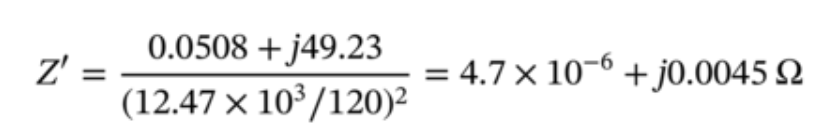 Z′ = (0.0508 + j49.23) / (12.47 × 10³/120)² = 4.7 × 10⁻⁶ + j0.0045 Ω